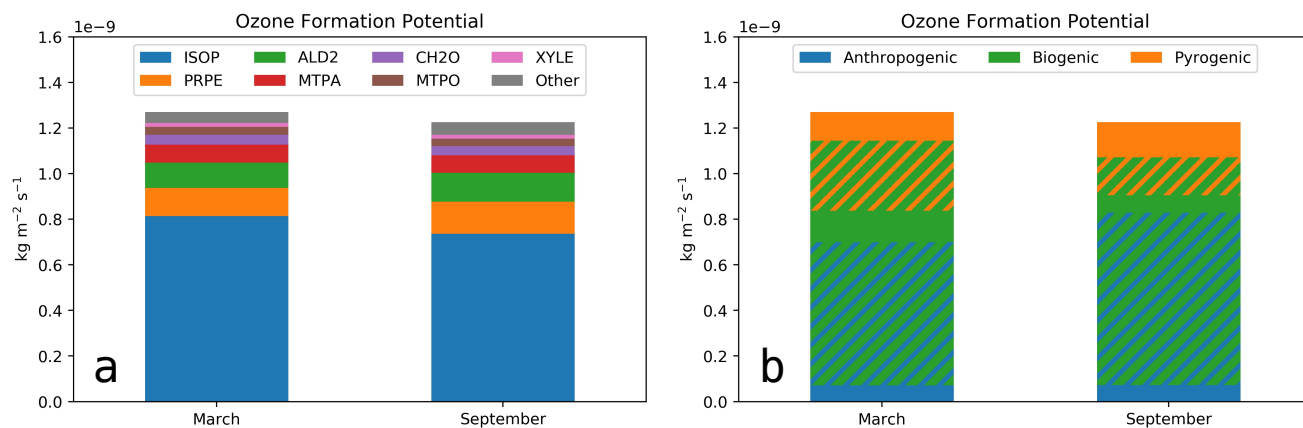 Ozone Formation Potential
1e−9
ISOP ALD2 CH2O XYLE
PRPE MTPA MTPO Other
1.6
1.4
1.2
1.0
0.8
0.6
0.4
0.2
0.0
kg m⁻² s⁻¹
a
March September
Ozone Formation Potential
1e−9
Anthropogenic Biogenic Pyrogenic
1.6
1.4
1.2
1.0
0.8
0.6
0.4
0.2
0.0
kg m⁻² s⁻¹
b
March September